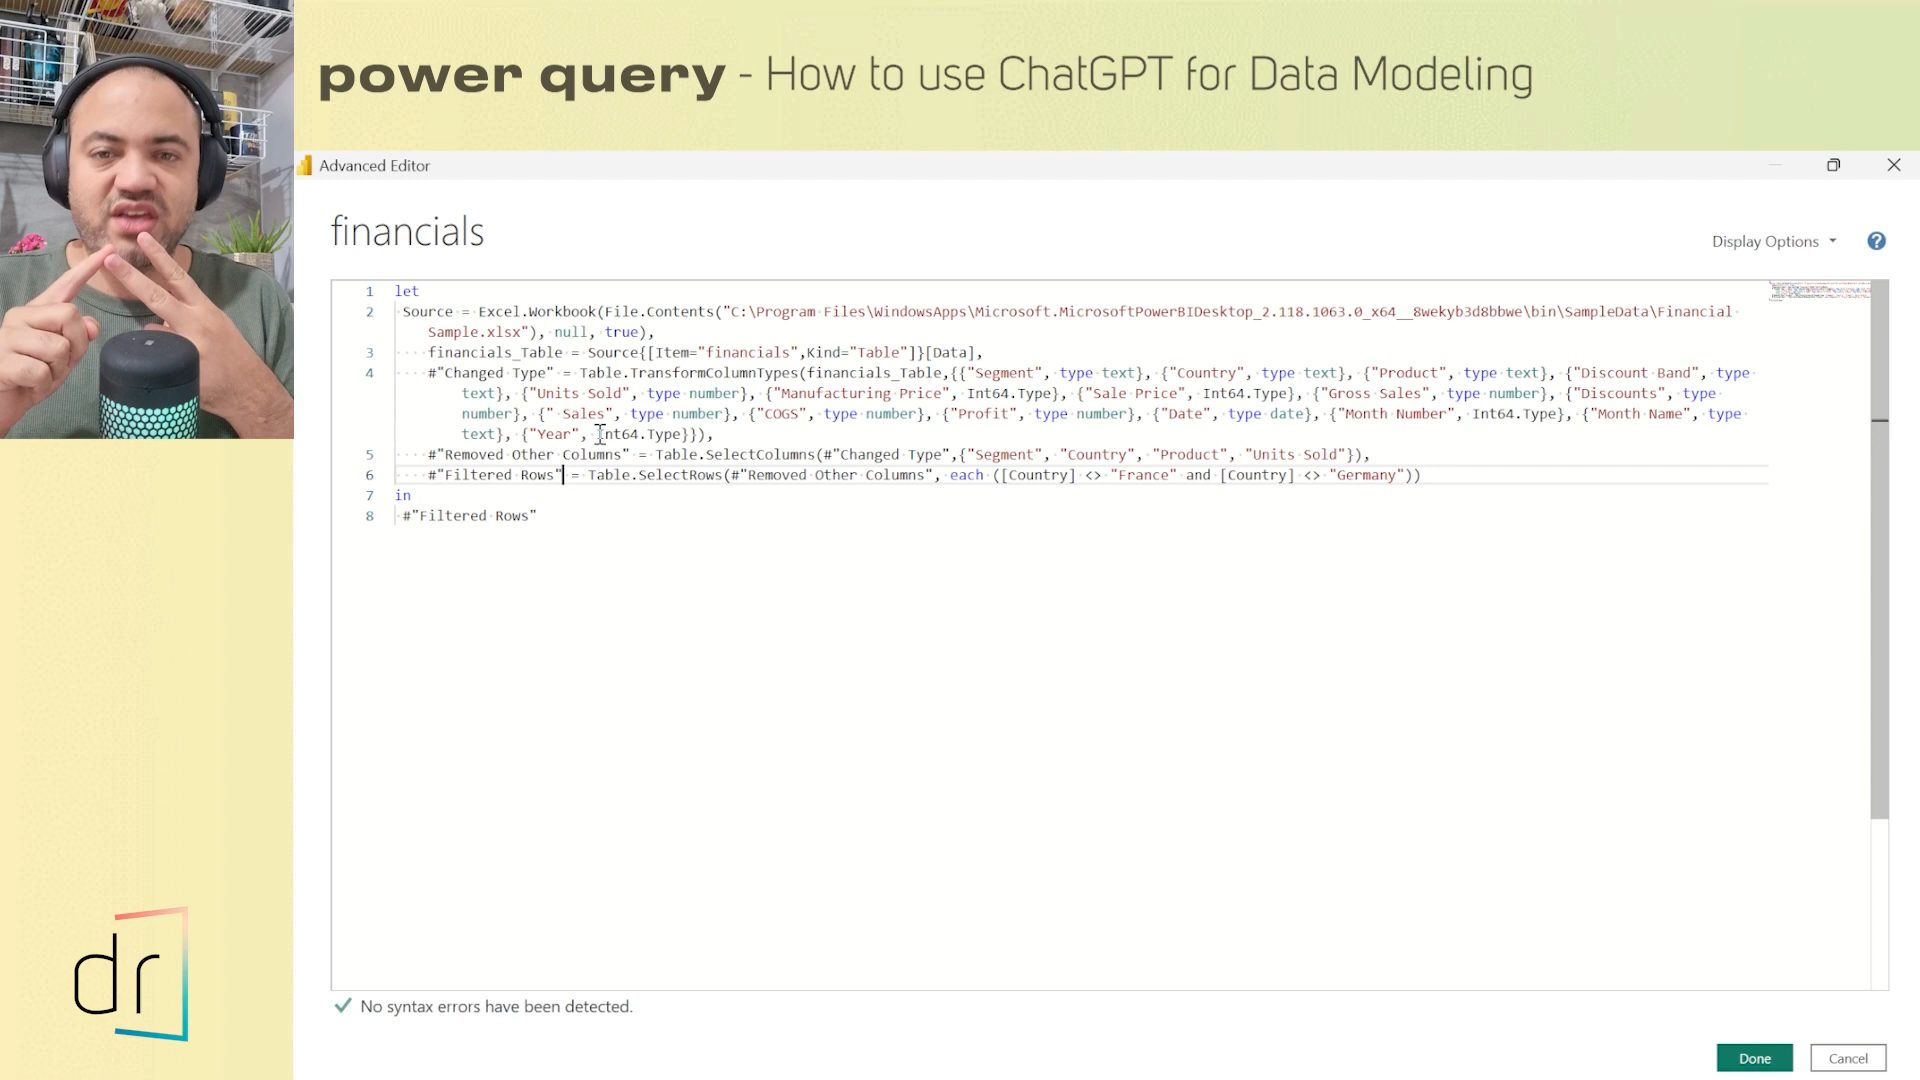 power query - How to use ChatGPT for Data Modeling
Advanced Editor
financials
Display Options
?
1 let
2 Source = Excel.Workbook(File.Contents("C:\Program Files\WindowsApps\Microsoft.MicrosoftPowerBIDesktop_2.118.1063.0_x64__8wekyb3d8bbwe\bin\SampleData\Financial
Sample.xlsx"), null, true),
3 financials_Table = Source{[Item="financials",Kind="Table"]}[Data],
4 #"Changed Type" = Table.TransformColumnTypes(financials_Table,{{"Segment", type text}, {"Country", type text}, {"Product", type text}, {"Discount Band", type
text}, {"Units Sold", type number}, {"Manufacturing Price", Int64.Type}, {"Sale Price", Int64.Type}, {"Gross Sales", type number}, {"Discounts", type
number}, {" Sales", type number}, {"COGS", type number}, {"Profit", type number}, {"Date", type date}, {"Month Number", Int64.Type}, {"Month Name", type
text}, {"Year", Int64.Type}}),
5 #"Removed Other Columns" = Table.SelectColumns(#"Changed Type",{"Segment", "Country", "Product", "Units Sold"}),
6 #"Filtered Rows" = Table.SelectRows(#"Removed Other Columns", each ([Country] <> "France" and [Country] <> "Germany"))
7 in
8 #"Filtered Rows"
No syntax errors have been detected.
Done
Cancel
dr